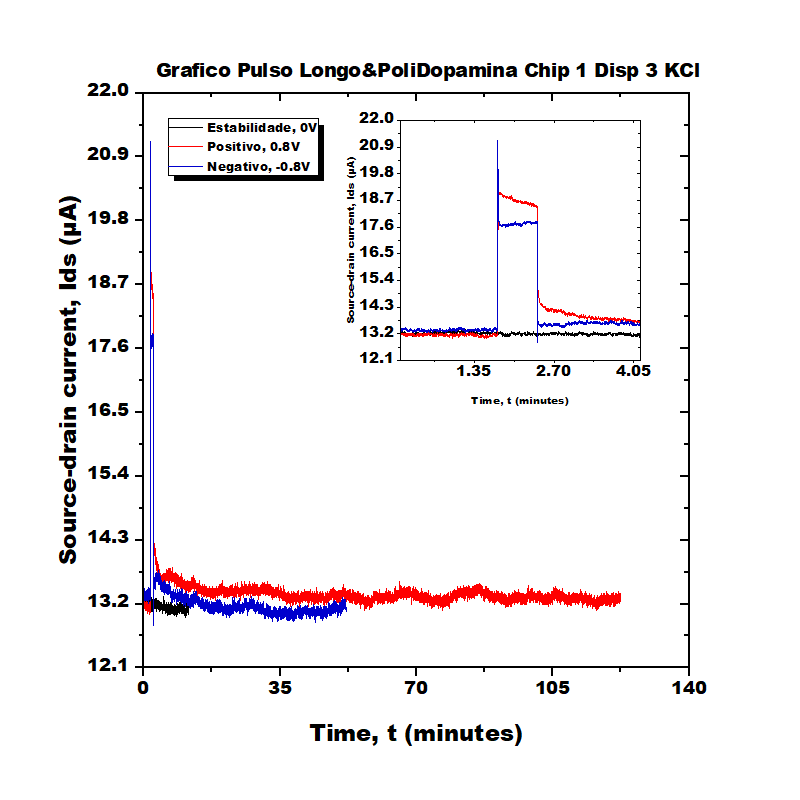 Grafico Pulso Longo&PoliDopamina Chip 1 Disp 3 KCl
22.0
20.9
19.8
18.7
17.6
16.5
15.4
14.3
13.2
12.1
Source-drain current, Ids (µA)
Estabilidade, 0V
Positivo, 0.8V
Negativo, -0.8V
22.0
20.9
19.8
18.7
17.6
16.5
15.4
14.3
13.2
12.1
Source-drain current, Ids (µA)
1.35 2.70 4.05
Time, t (minutes)
0 35 70 105 140
Time, t (minutes)